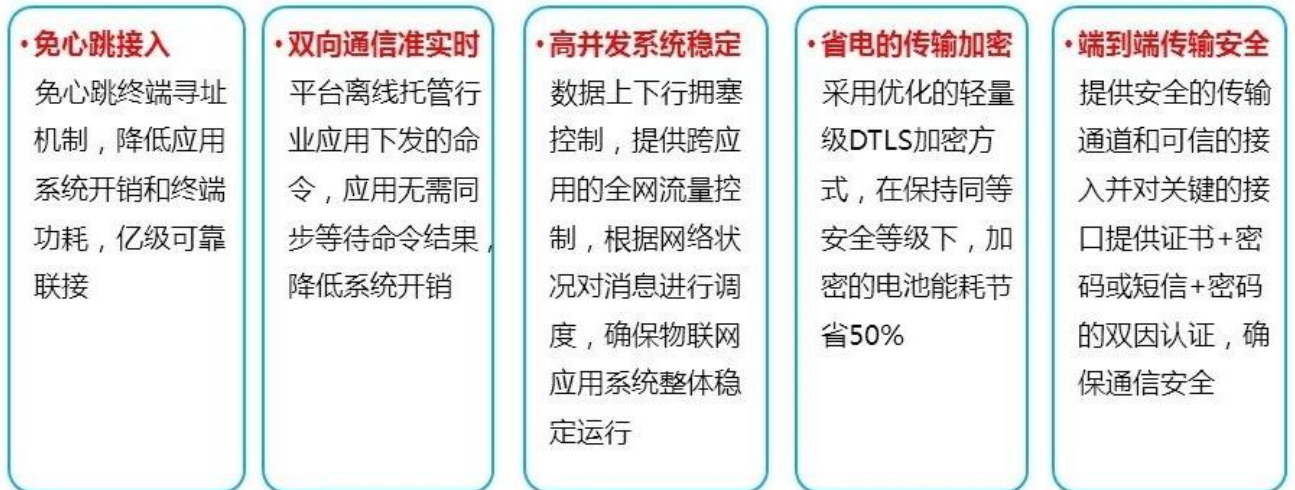 •免心跳接入
免心跳终端寻址
机制，降低应用
系统开销和终端
功耗，亿级可靠
联接
•双向通信准实时
平台离线托管行
业应用下发的命
令，应用无需同
步等待命令结果，
降低系统开销
•高并发系统稳定
数据上下行拥塞
控制，提供跨应
用的全网流量控
制，根据网络状
况对消息进行调
度，确保物联网
应用系统整体稳
定运行
•省电的传输加密
采用优化的轻量
级DTLS加密方
式，在保持同等
安全等级下，加
密的电池能耗节
省50%
•端到端传输安全
提供安全的传输
通道和可信的接
入并对关键的接
口提供证书+密
码或短信+密码
的双因认证，确
保通信安全